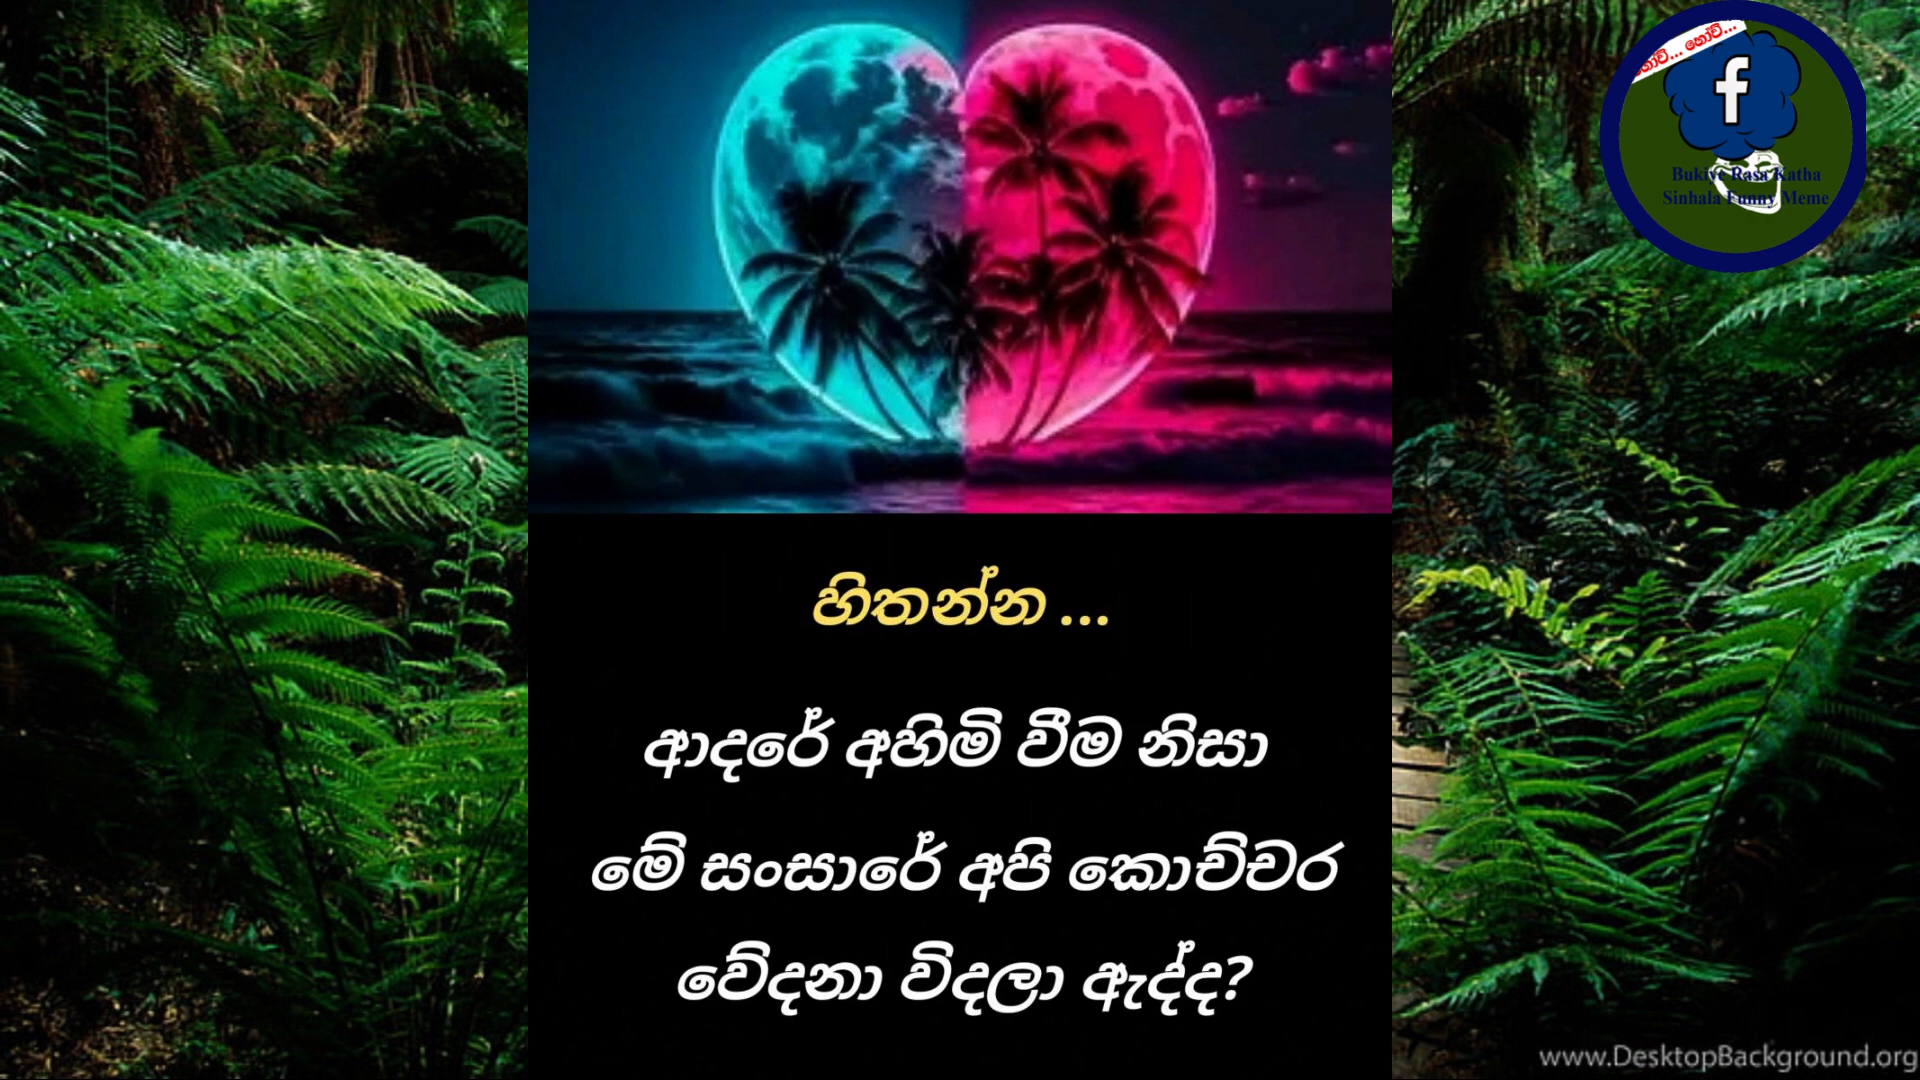 හෝව්... හෝව්...
f
Bukiye Rasa Katha
Sinhala Funny Meme
හිතන්න ...
ආදරේ අහිමි වීම නිසා
මේ සංසාරේ අපි කොච්චර
වේදනා විදලා ඇද්ද?
www.DesktopBackground.org